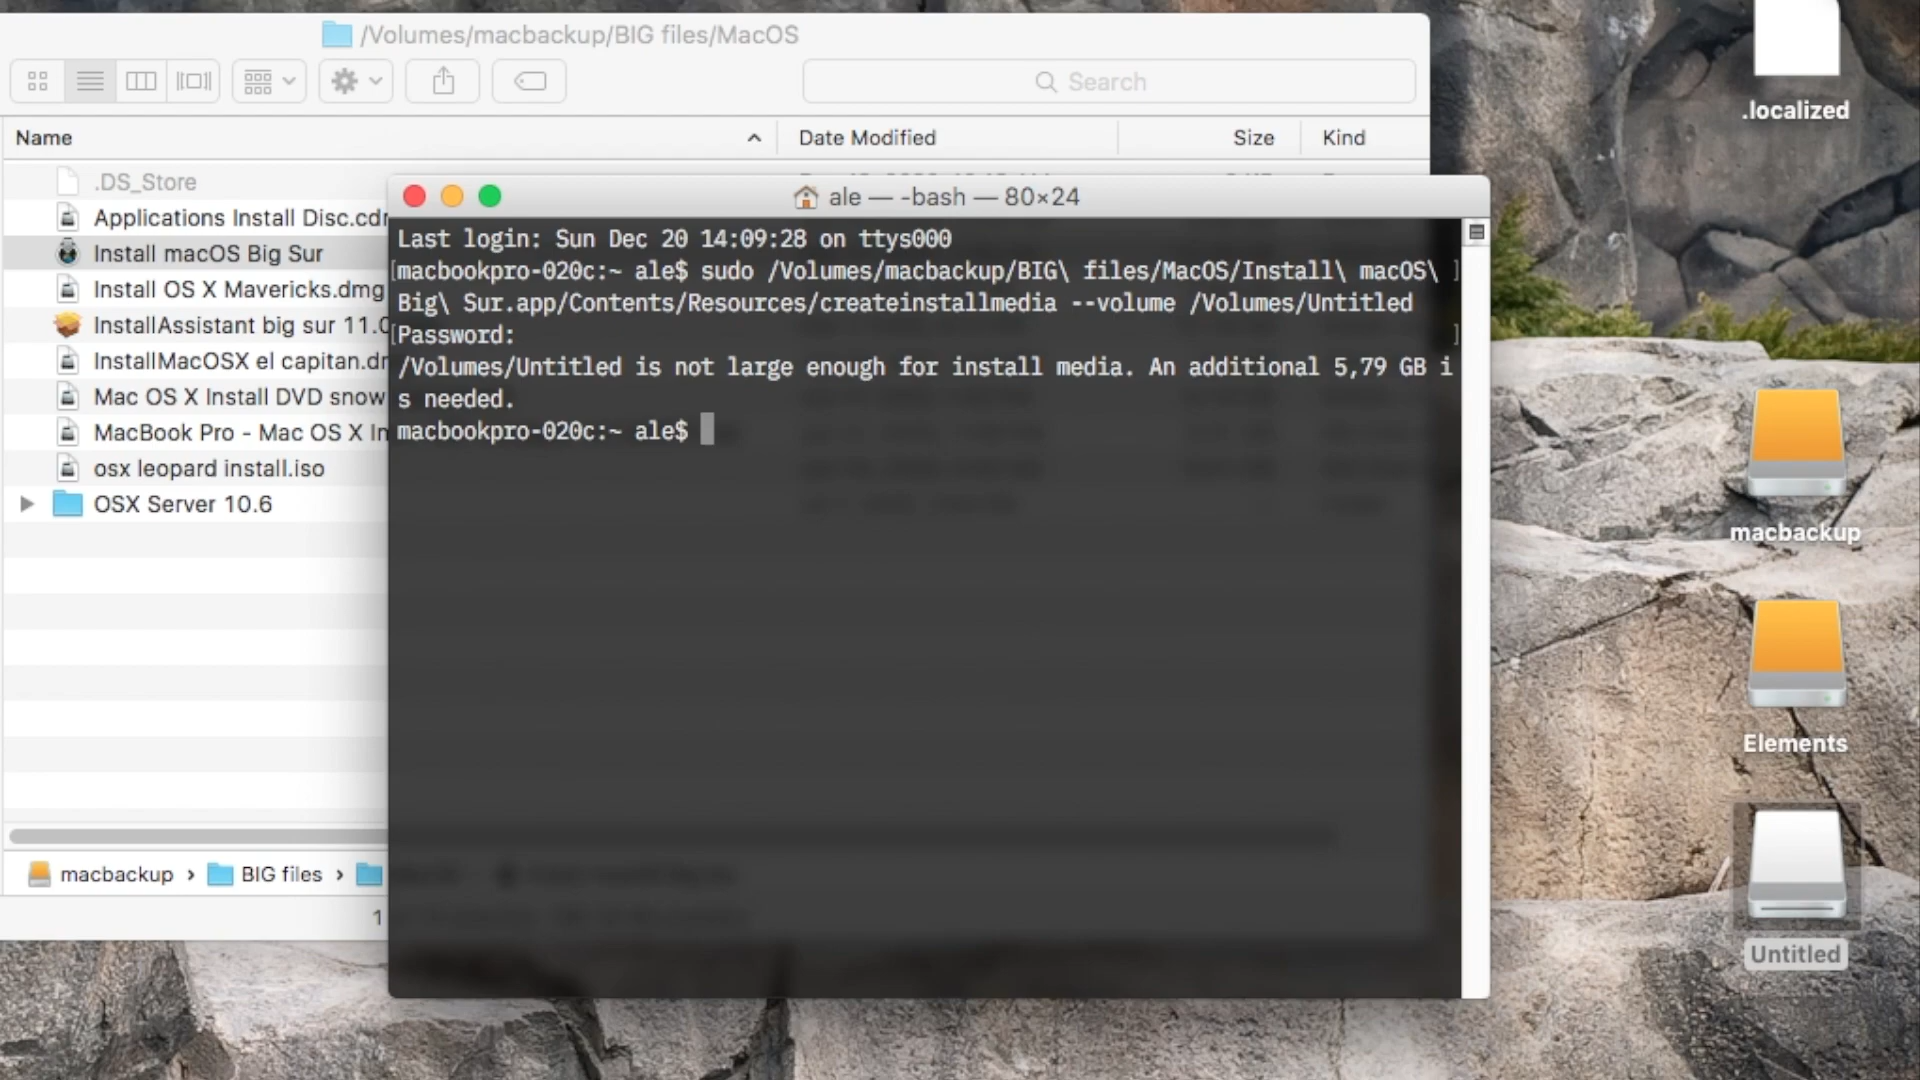 /Volumes/macbackup/BIG files/MacOS
Search
Name
Date Modified
Size
Kind
.DS_Store
Applications Install Disc.cdr
Install macOS Big Sur
Install OS X Mavericks.dmg
InstallAssistant big sur 11.0
InstallMacOSX el capitan.dm
Mac OS X Install DVD snow
MacBook Pro - Mac OS X In
osx leopard install.iso
OSX Server 10.6
macbackup › BIG files ›
1
ale — -bash — 80×24
Last login: Sun Dec 20 14:09:28 on ttys000
[macbookpro-020c:~ ale$ sudo /Volumes/macbackup/BIG\ files/MacOS/Install\ macOS\ ]
Big\ Sur.app/Contents/Resources/createinstallmedia --volume /Volumes/Untitled
[Password: ]
/Volumes/Untitled is not large enough for install media. An additional 5,79 GB i
s needed.
macbookpro-020c:~ ale$
.localized
macbackup
Elements
Untitled